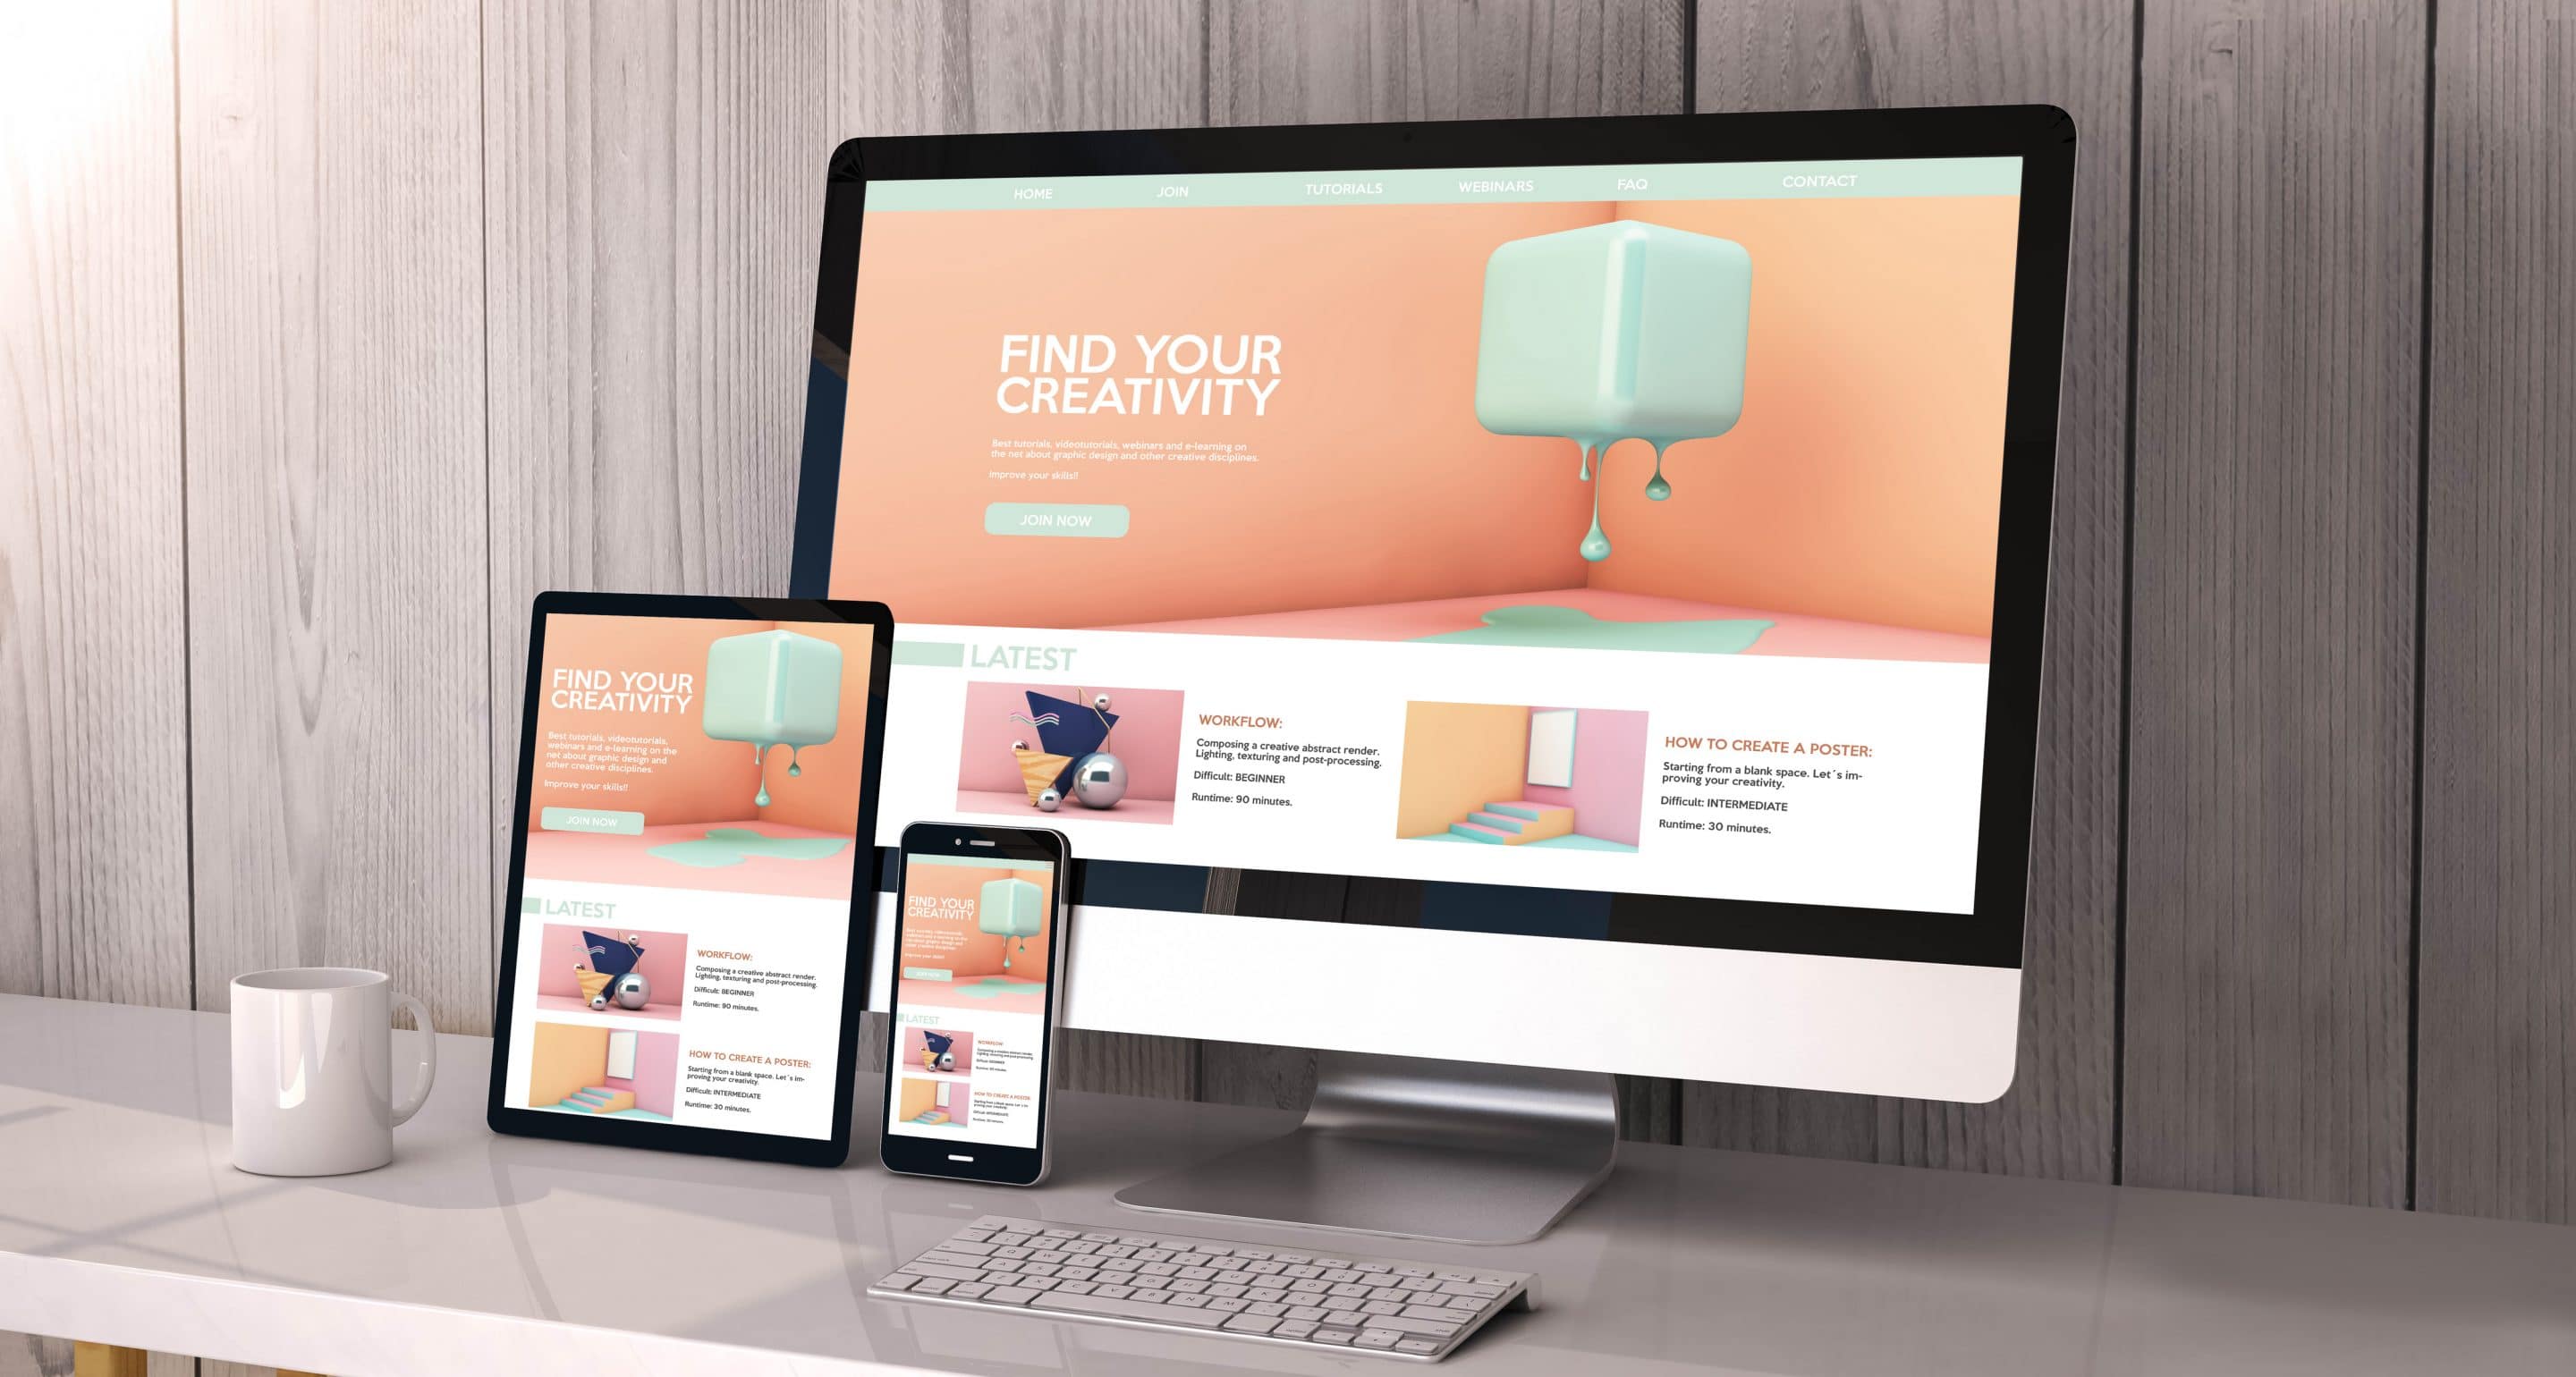 HOME JOIN TUTORIALS WEBINARS FAQ CONTACT
FIND YOUR
CREATIVITY
Best tutorials, videotutorials, webinars and e-learning on
the net about graphic design and other creative disciplines.
Improve your skills!!
JOIN NOW
LATEST
WORKFLOW:
Composing a creative abstract render.
Lighting, texturing and post-processing.
Difficult: BEGINNER
Runtime: 90 minutes.
HOW TO CREATE A POSTER:
Starting from a blank space. Let´s im-
proving your creativity.
Difficult: INTERMEDIATE
Runtime: 30 minutes.
FIND YOUR
CREATIVITY
Best tutorials, videotutorials,
webinars and e-learning on the
net about graphic design and
other creative disciplines.
Improve your skills!!
JOIN NOW
LATEST
WORKFLOW:
Composing a creative abstract render.
Lighting, texturing and post-processing.
Difficult: BEGINNER
Runtime: 90 minutes.
HOW TO CREATE A POSTER:
Starting from a blank space. Let´s im-
proving your creativity.
Difficult: INTERMEDIATE
Runtime: 30 minutes.
FIND YOUR
CREATIVITY
JOIN NOW
LATEST
WORKFLOW:
HOW TO CREATE A POSTER: